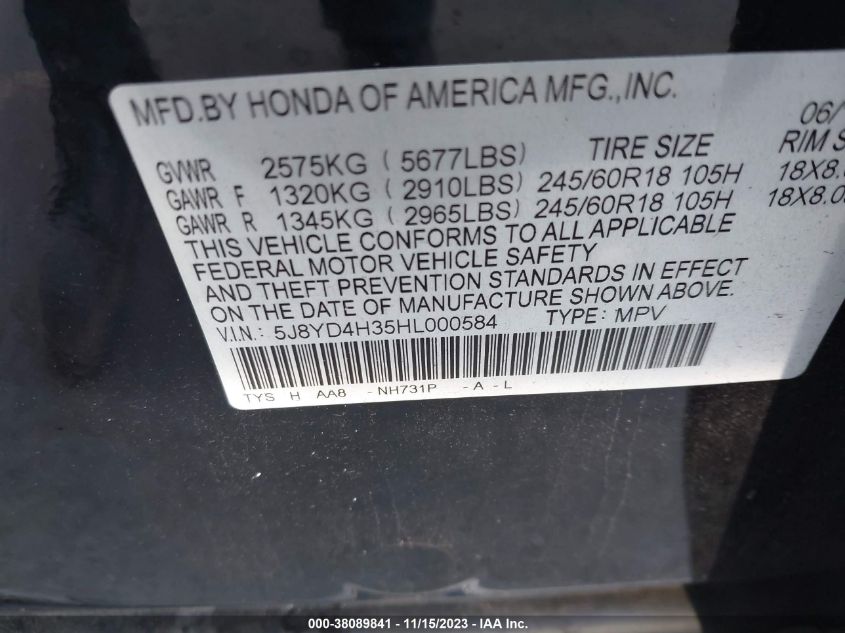 MFD.BY HONDA OF AMERICA MFG.,INC. 06/
GVWR 2575KG ( 5677LBS) TIRE SIZE RIM S
GAWR F 1320KG ( 2910LBS) 245/60R18 105H 18X8.
GAWR R 1345KG ( 2965LBS) 245/60R18 105H 18X8.0
THIS VEHICLE CONFORMS TO ALL APPLICABLE
FEDERAL MOTOR VEHICLE SAFETY
AND THEFT PREVENTION STANDARDS IN EFFECT
ON THE DATE OF MANUFACTURE SHOWN ABOVE.
V.I.N.: 5J8YD4H35HL000584 TYPE: MPV
TYS H AA8 - NH731P - A - L
000-38089841 - 11/15/2023 - IAA Inc.